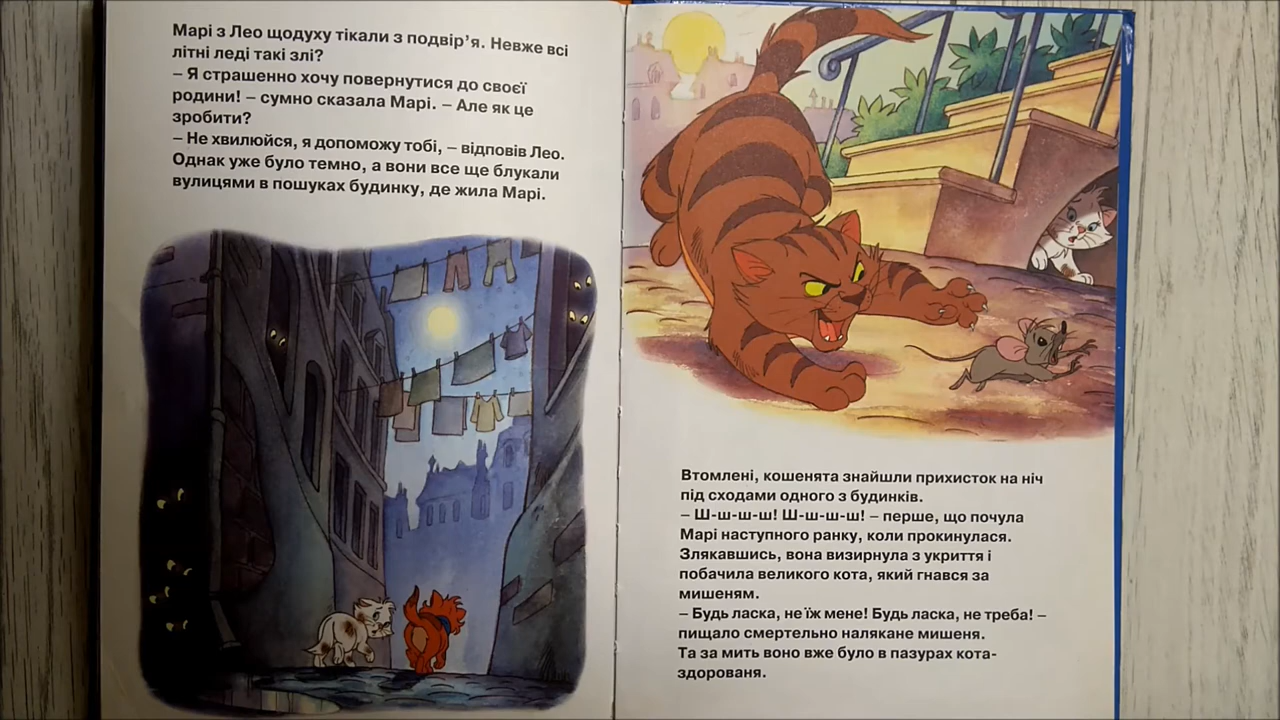 Марі з Лео щодуху тікали з подвір’я. Невже всі
літні леді такі злі?
– Я страшенно хочу повернутися до своєї
родини! – сумно сказала Марі. – Але як це
зробити?
– Не хвилюйся, я допоможу тобі, – відповів Лео.
Однак уже було темно, а вони все ще блукали
вулицями в пошуках будинку, де жила Марі.
Втомлені, кошенята знайшли прихисток на ніч
під сходами одного з будинків.
– Ш-ш-ш-ш! Ш-ш-ш-ш! – перше, що почула
Марі наступного ранку, коли прокинулася.
Злякавшись, вона визирнула з укриття і
побачила великого кота, який гнався за
мишеням.
– Будь ласка, не їж мене! Будь ласка, не треба! –
пищало смертельно налякане мишеня.
Та за мить воно вже було в пазурах кота-
здорованя.